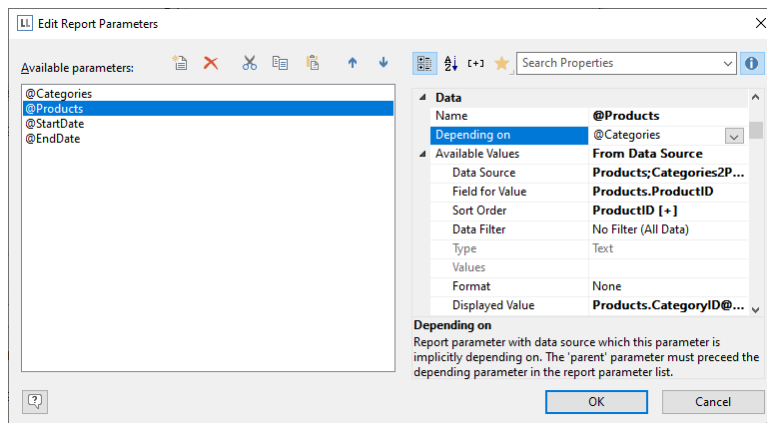 LL Edit Report Parameters
Available parameters:
Search Properties
@Categories
@Products
@StartDate
@EndDate
Data
Name @Products
Depending on @Categories
Available Values From Data Source
Data Source Products;Categories2P...
Field for Value Products.ProductID
Sort Order ProductID [+]
Data Filter No Filter (All Data)
Type Text
Values
Format None
Displayed Value Products.CategoryID@...
Depending on
Report parameter with data source which this parameter is
implicitly depending on. The 'parent' parameter must preceed the
depending parameter in the report parameter list.
OK Cancel